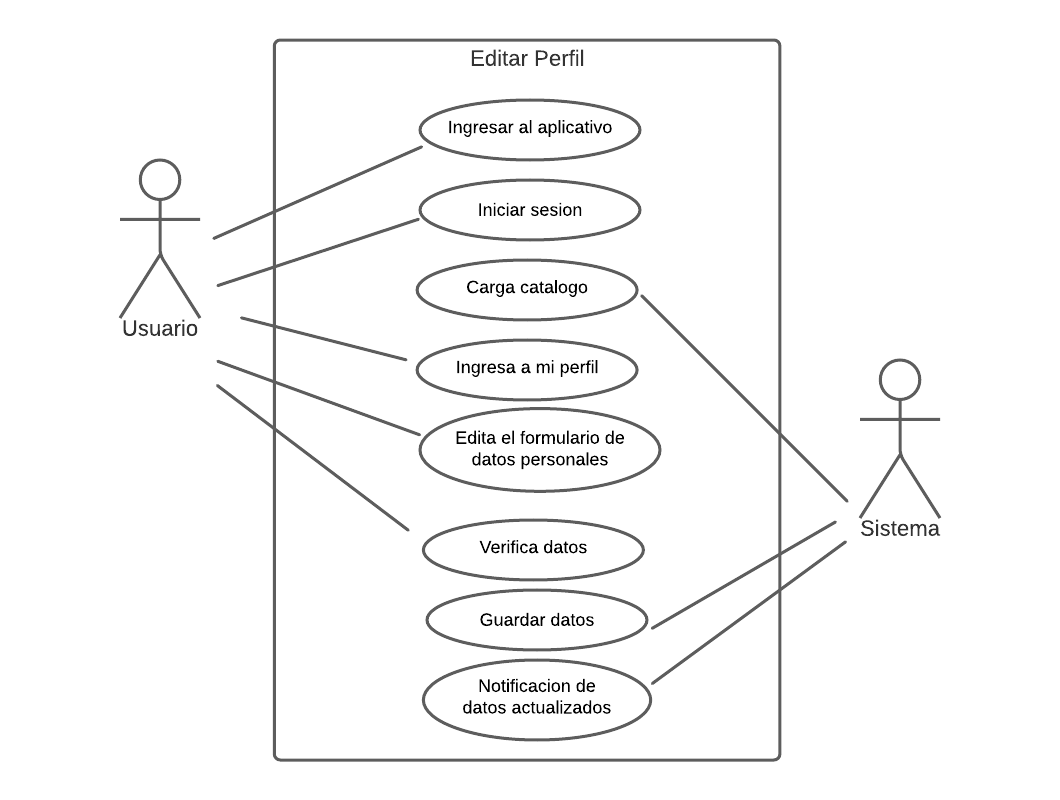 Editar Perfil
Ingresar al aplicativo
Iniciar sesion
Carga catalogo
Usuario
Ingresa a mi perfil
Edita el formulario de
datos personales
Sistema
Verifica datos
Guardar datos
Notificacion de
datos actualizados